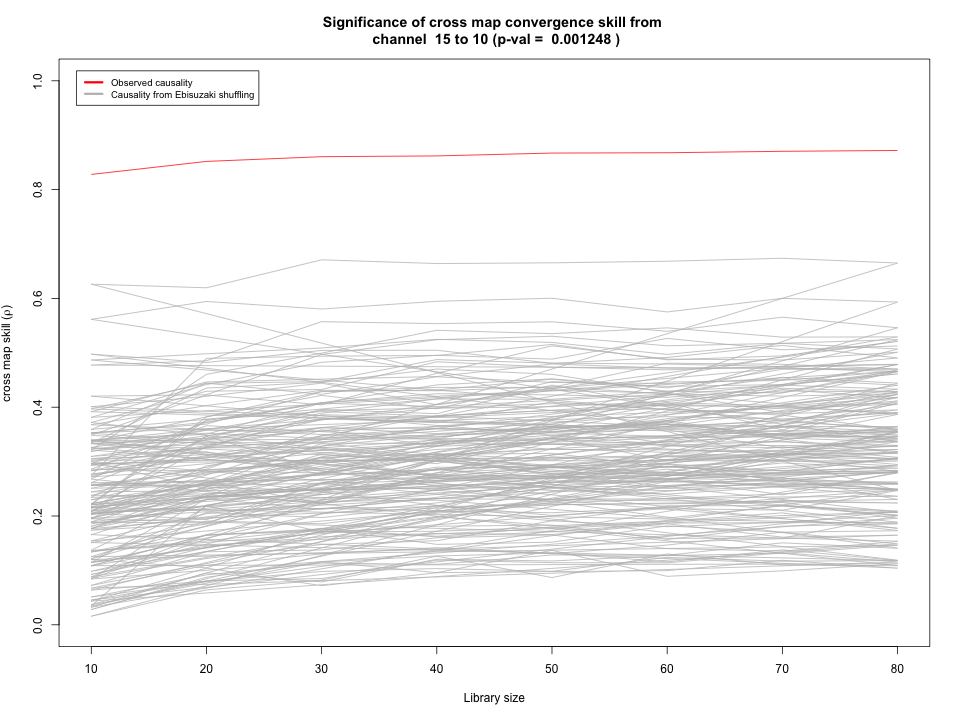 Significance of cross map convergence skill from
channel  15 to 10 (p-val =  0.001248 )
Observed causality
Causality from Ebisuzaki shuffling
cross map skill (ρ)
1.0
0.8
0.6
0.4
0.2
0.0
10 20 30 40 50 60 70 80
Library size